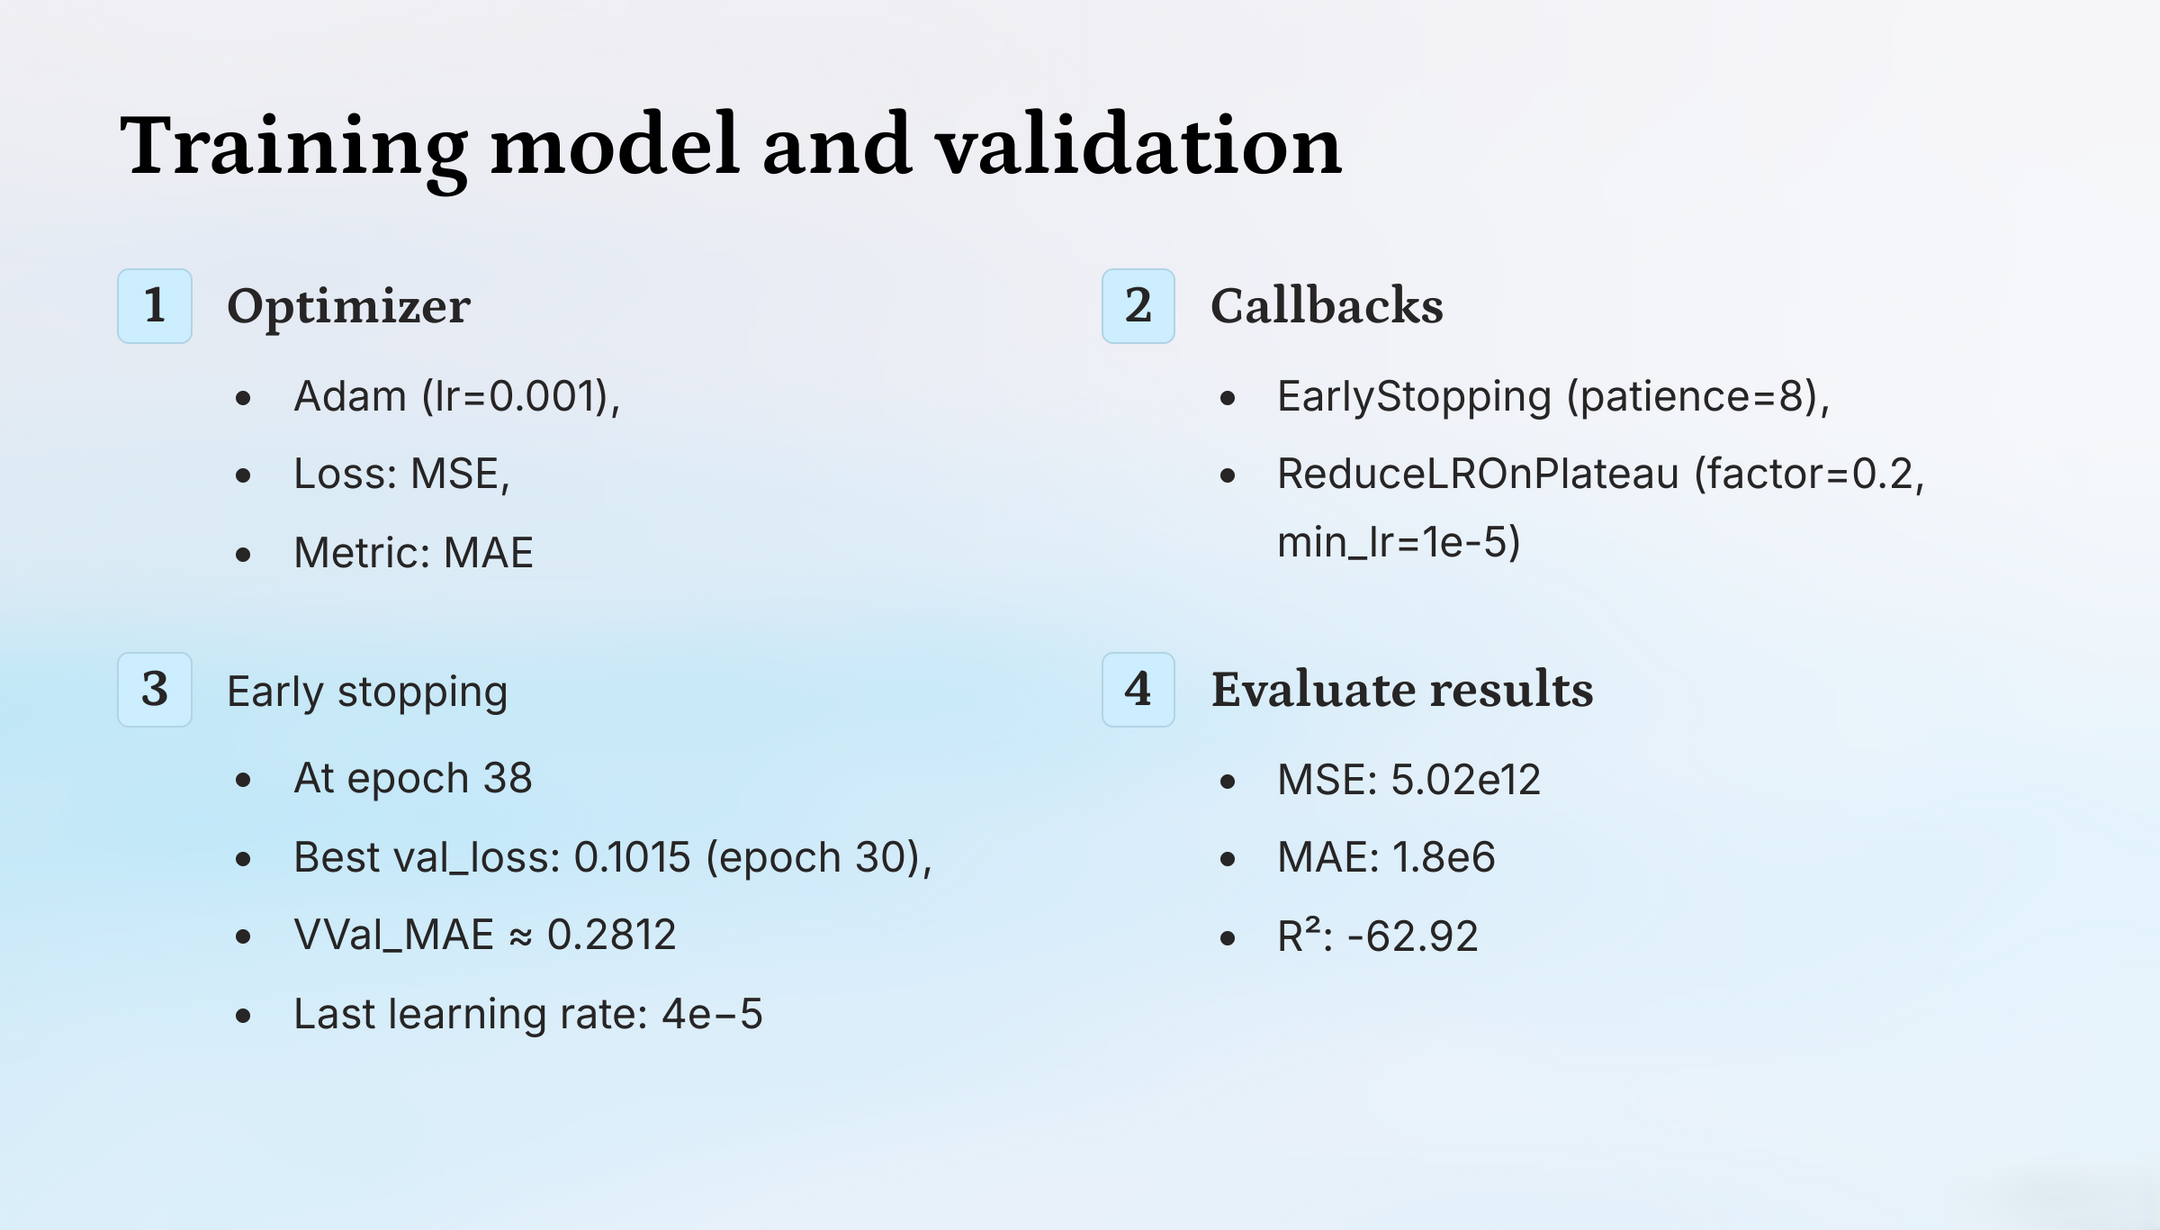 Training model and validation
1 Optimizer
• Adam (lr=0.001),
• Loss: MSE,
• Metric: MAE
2 Callbacks
• EarlyStopping (patience=8),
• ReduceLROnPlateau (factor=0.2,
min_lr=1e-5)
3 Early stopping
• At epoch 38
• Best val_loss: 0.1015 (epoch 30),
• VVal_MAE ≈ 0.2812
• Last learning rate: 4e−5
4 Evaluate results
• MSE: 5.02e12
• MAE: 1.8e6
• R²: -62.92